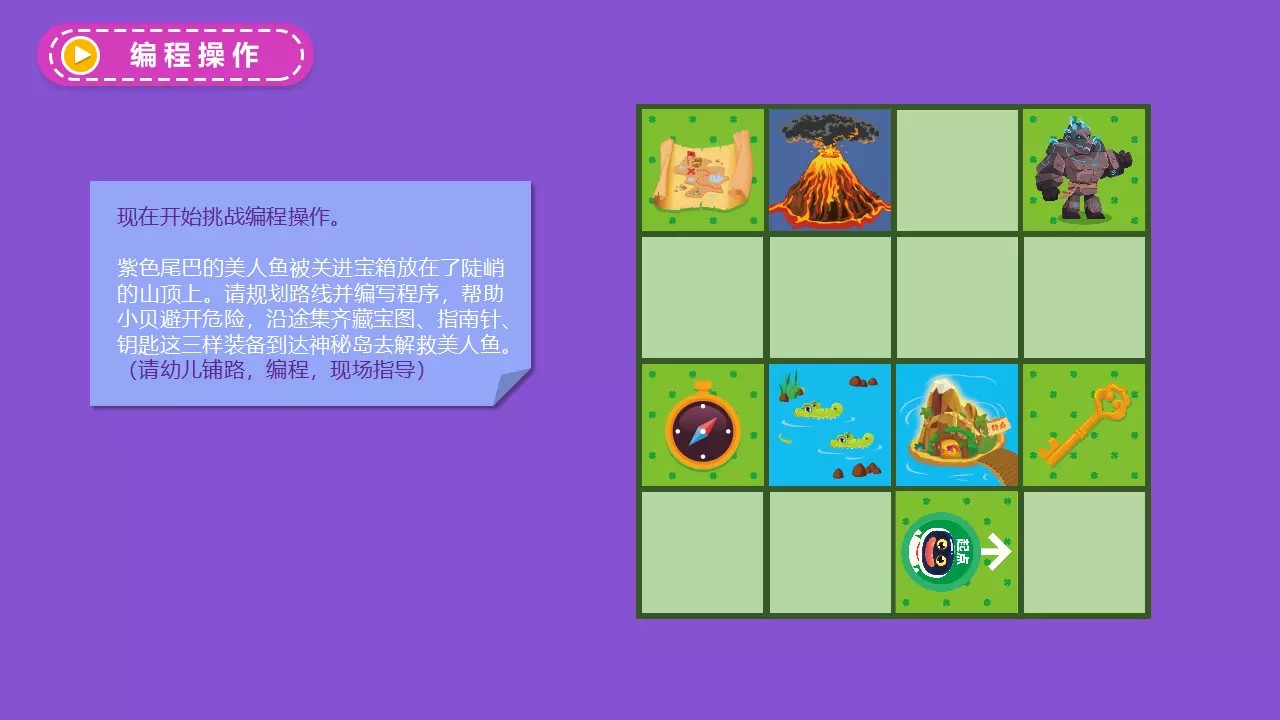 编程操作
现在开始挑战编程操作。
紫色尾巴的美人鱼被关进宝箱放在了陡峭
的山顶上。请规划路线并编写程序，帮助
小贝避开危险，沿途集齐藏宝图、指南针、
钥匙这三样装备到达神秘岛去解救美人鱼。
（请幼儿铺路，编程，现场指导）
终点
起点